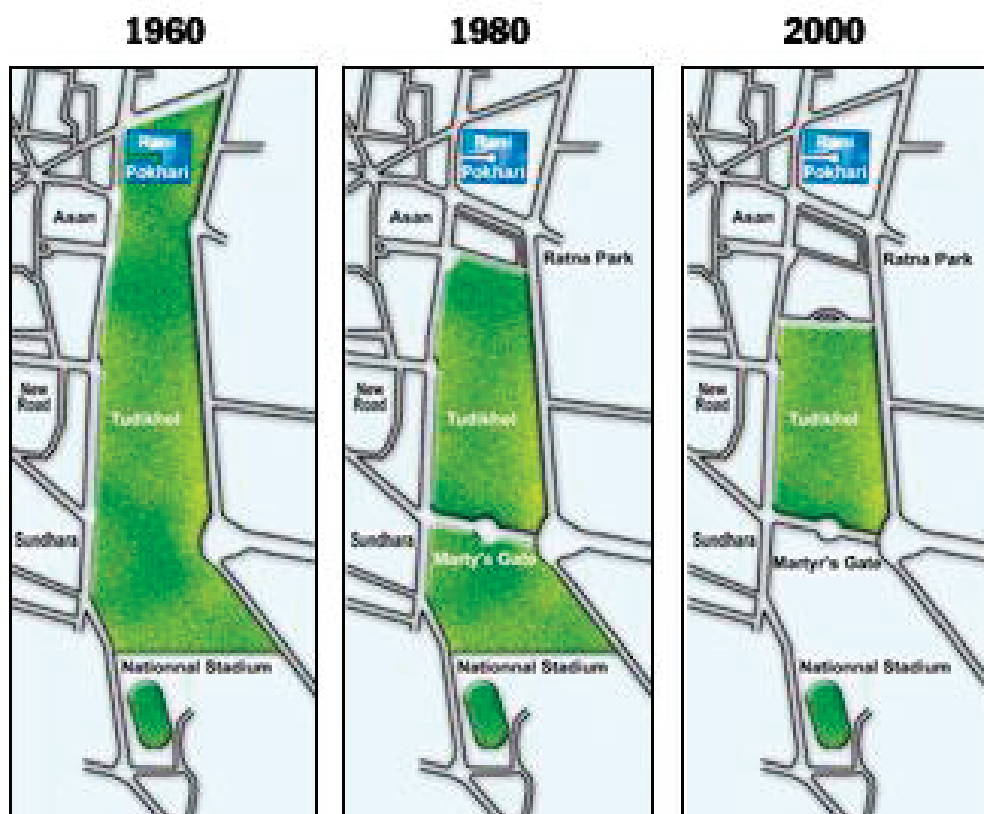 1960
1980
2000
Rani
Pokhari
Asan
New
Road
Tudikhel
Sundhara
Nationnal Stadium
Rani
Pokhari
Asan
Ratna Park
New
Road
Tudikhel
Sundhara
Marty's Gate
Nationnal Stadium
Rani
Pokhari
Asan
Ratna Park
New
Road
Tudikhel
Sundhara
Martyr's Gate
Nationnal Stadium